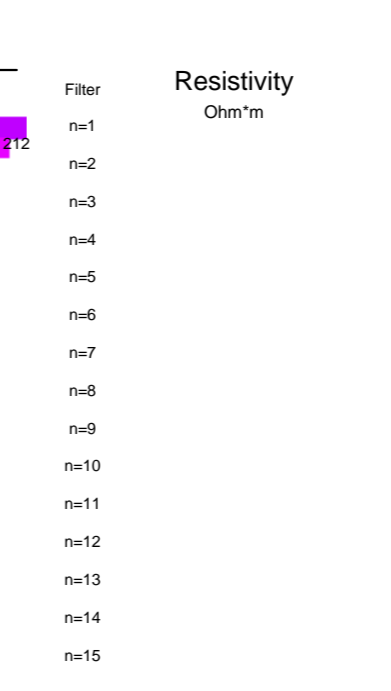 Filter
Resistivity
Ohm*m
n=1
212
n=2
n=3
n=4
n=5
n=6
n=7
n=8
n=9
n=10
n=11
n=12
n=13
n=14
n=15